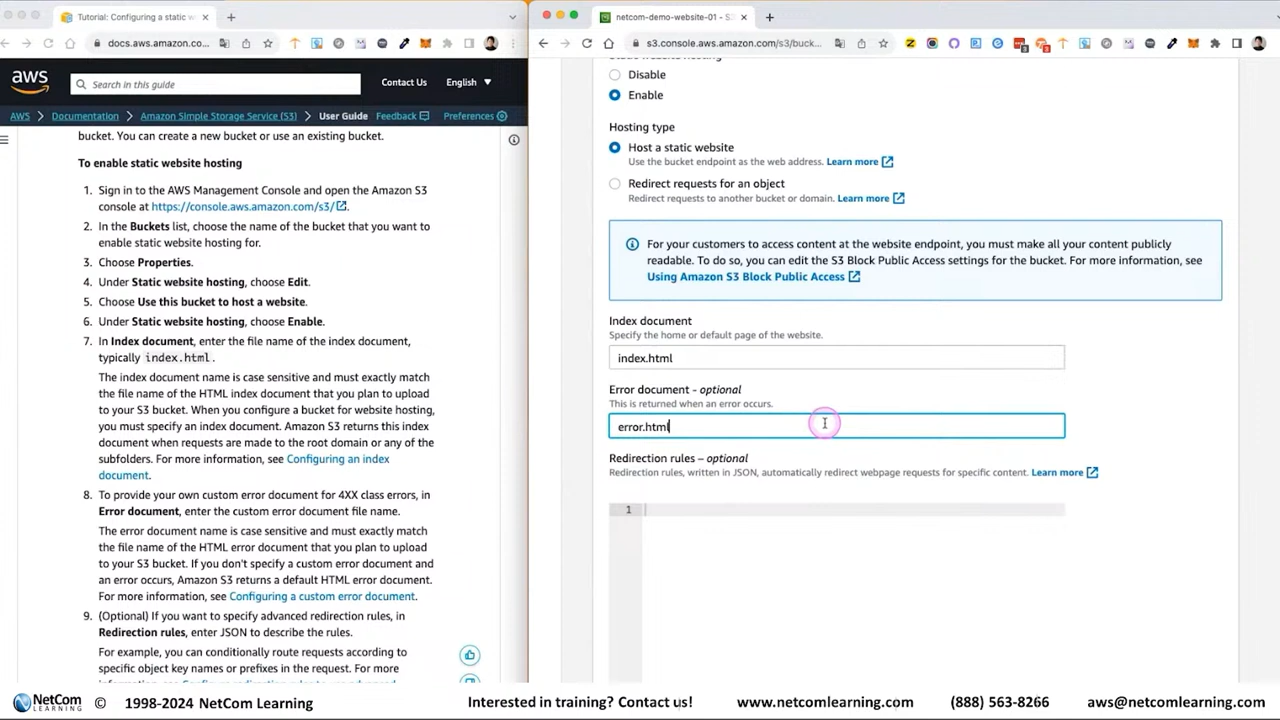 Tutorial: Configuring a static w
docs.aws.amazon.co...
aws
Search in this guide
Contact Us
English
AWS
Documentation
Amazon Simple Storage Service (S3)
User Guide
Feedback
Preferences
bucket. You can create a new bucket or use an existing bucket.
To enable static website hosting
1. Sign in to the AWS Management Console and open the Amazon S3
console at https://console.aws.amazon.com/s3/.
2. In the Buckets list, choose the name of the bucket that you want to
enable static website hosting for.
3. Choose Properties.
4. Under Static website hosting, choose Edit.
5. Choose Use this bucket to host a website.
6. Under Static website hosting, choose Enable.
7. In Index document, enter the file name of the index document,
typically index.html.
The index document name is case sensitive and must exactly match
the file name of the HTML index document that you plan to upload
to your S3 bucket. When you configure a bucket for website hosting,
you must specify an index document. Amazon S3 returns this index
document when requests are made to the root domain or any of the
subfolders. For more information, see Configuring an index
document.
8. To provide your own custom error document for 4XX class errors, in
Error document, enter the custom error document file name.
The error document name is case sensitive and must exactly match
the file name of the HTML error document that you plan to upload
to your S3 bucket. If you don't specify a custom error document and
an error occurs, Amazon S3 returns a default HTML error document.
For more information, see Configuring a custom error document.
9. (Optional) If you want to specify advanced redirection rules, in
Redirection rules, enter JSON to describe the rules.
For example, you can conditionally route requests according to
specific object key names or prefixes in the request. For more
netcom-demo-website-01 - S3
s3.console.aws.amazon.com/s3/buck...
Static website hosting
Disable
Enable
Hosting type
Host a static website
Use the bucket endpoint as the web address. Learn more
Redirect requests for an object
Redirect requests to another bucket or domain. Learn more
For your customers to access content at the website endpoint, you must make all your content publicly
readable. To do so, you can edit the S3 Block Public Access settings for the bucket. For more information, see
Using Amazon S3 Block Public Access
Index document
Specify the home or default page of the website.
index.html
Error document - optional
This is returned when an error occurs.
error.html
Redirection rules – optional
Redirection rules, written in JSON, automatically redirect webpage requests for specific content. Learn more
1
NetCom
LEARNING
© 1998-2024 NetCom Learning
Interested in training? Contact us!
www.netcomlearning.com
(888) 563-8266
aws@netcomlearning.com